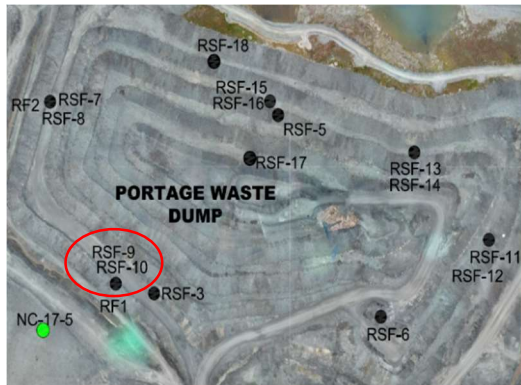 RSF-18
RSF-15
RSF-16
RF2
RSF-7
RSF-8
RSF-5
RSF-17
RSF-13
RSF-14
PORTAGE WASTE
DUMP
RSF-9
RSF-10
RSF-11
RSF-12
RF1
RSF-3
NC-17-5
RSF-6